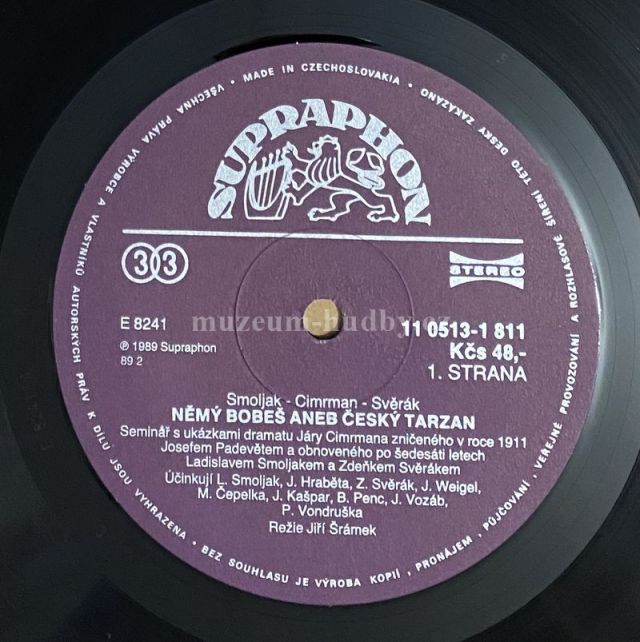 VŠECHNA PRÁVA VÝROBCE A VLASTNÍKŮ AUTORSKÝCH PRÁV K DÍLU JSOU VYHRAZENA • BEZ SOUHLASU JE VÝROBA KOPIÍ, PRONÁJEM, PŮJČOVÁNÍ, VEŘEJNÉ PROVOZOVÁNÍ A ROZHLASOVÉ ŠÍŘENÍ TÉTO DESKY ZAKÁZÁNO • MADE IN CZECHOSLOVAKIA •
SUPRAPHON
33
STEREO
muzeum-hudby.cz
E 8241
11 0513-1 811
℗ 1989 Supraphon
Kčs 48,-
89 2
1. STRANA
Smoljak - Cimrman - Svěrák
NĚMÝ BOBEŠ ANEB ČESKÝ TARZAN
Seminář s ukázkami dramatu Járy Cimrmana zničeného v roce 1911
Josefem Padevětem a obnoveného po šedesáti letech
Ladislavem Smoljakem a Zdeňkem Svěrákem
Účinkují L. Smoljak, J. Hraběta, Z. Svěrák, J. Weigel,
M. Čepelka, J. Kašpar, B. Penc, J. Vozáb,
P. Vondruška
Režie Jiří Šrámek